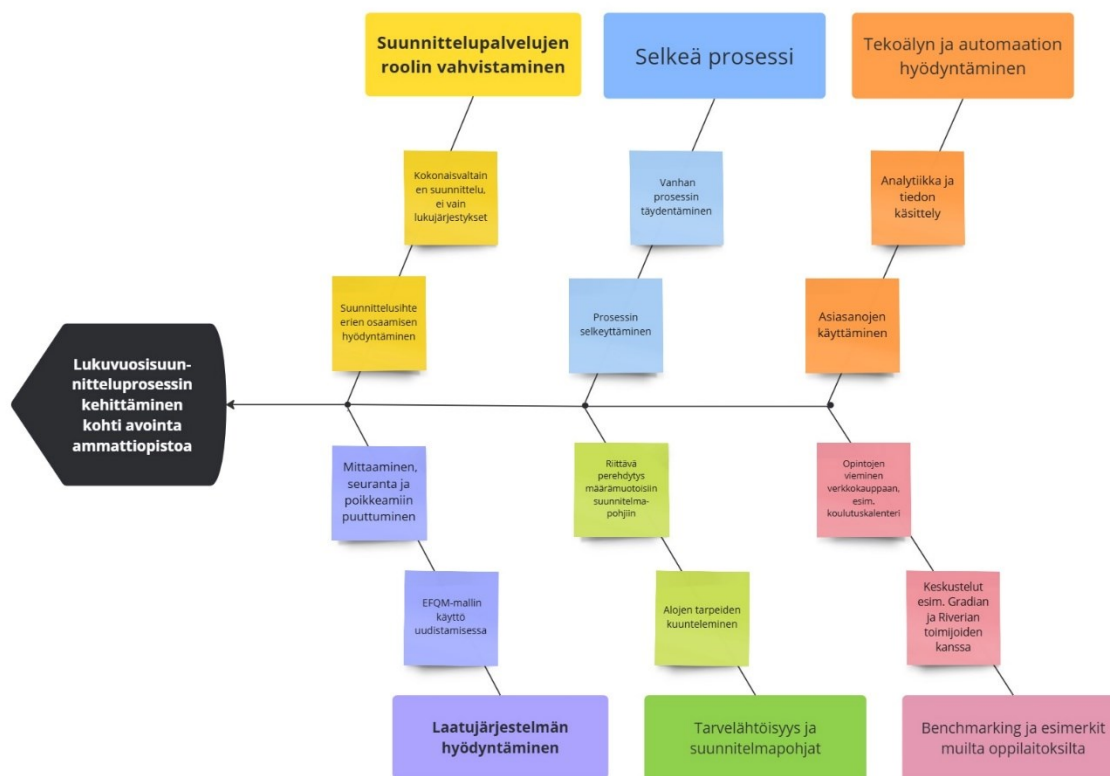 Suunnittelupalvelujen
roolin vahvistaminen
Selkeä prosessi
Tekoälyn ja automaation
hyödyntäminen
Kokonaisvaltain
en suunnittelu,
ei vain
lukujärjestykset
Vanhan
prosessin
täydentäminen
Analytiikka ja
tiedon
käsittely
Suunnittelusihte
erien osaamisen
hyödyntäminen
Prosessin
selkeyttäminen
Asiasanojen
käyttäminen
Lukuvuosisuun-
nitteluprosessin
kehittäminen
kohti avointa
ammattiopistoa
Mittaaminen,
seuranta ja
poikkeamiin
puuttuminen
Riittävä
perehdytys
määrämuotoisiin
suunnitelma-
pohjiin
Opintojen
vieminen
verkkokauppaan,
esim.
koulutuskalenteri
EFQM-mallin
käyttö
uudistamisessa
Alojen tarpeiden
kuunteleminen
Keskustelut
esim. Gradian
ja Riverian
toimijoiden
kanssa
Laatujärjestelmän
hyödyntäminen
Tarvelähtöisyys ja
suunnitelmapohjat
Benchmarking ja esimerkit
muilta oppilaitoksilta